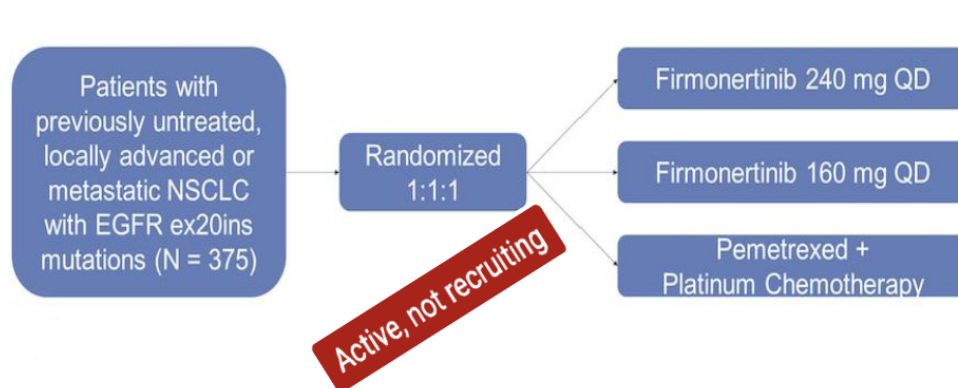 Patients with
previously untreated,
locally advanced or
metastatic NSCLC
with EGFR ex20ins
mutations (N = 375)
Randomized
1:1:1
Firmonertinib 240 mg QD
Firmonertinib 160 mg QD
Pemetrexed +
Platinum Chemotherapy
Active, not recruiting